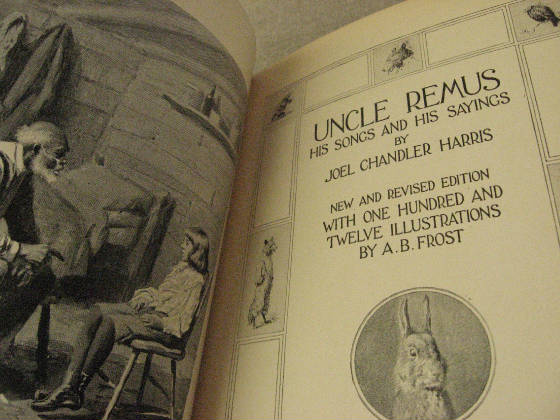 UNCLE REMUS
HIS SONGS AND HIS SAYINGS
BY
JOEL CHANDLER HARRIS
NEW AND REVISED EDITION
WITH ONE HUNDRED AND
TWELVE ILLUSTRATIONS
BY A. B. FROST